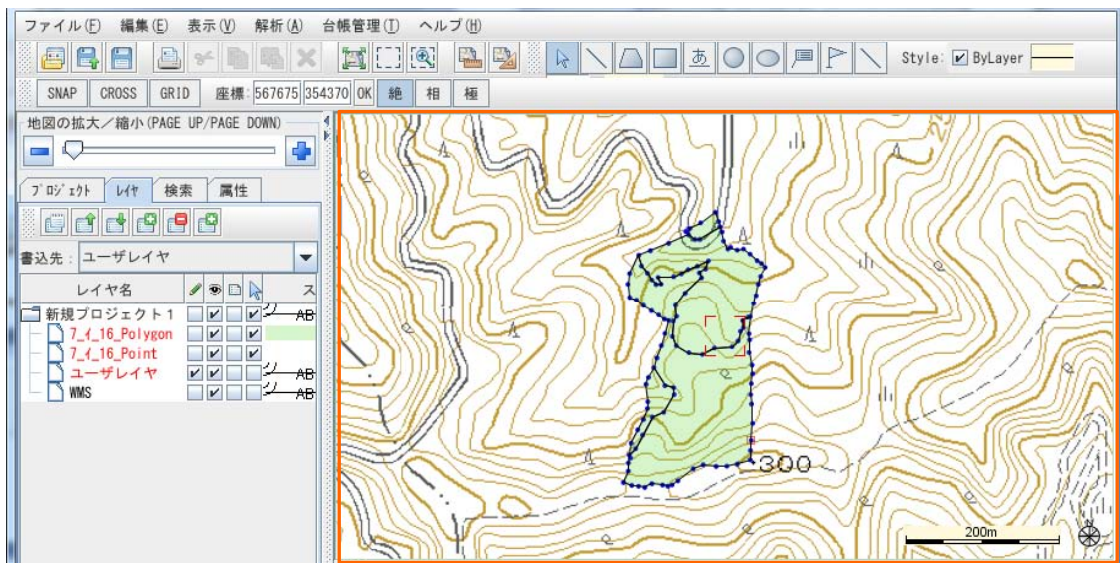 ファイル(F) 編集(E) 表示(V) 解析(A) 台帳管理(T) ヘルプ(H)
あ Style: ByLayer
SNAP CROSS GRID 座標: 567675 354370 OK 絶 相 極
地図の拡大／縮小(PAGE UP/PAGE DOWN)
プロジェクト レイヤ 検索 属性
書込先: ユーザレイヤ
レイヤ名 ス
新規プロジェクト1 AB
7_イ_16_Polygon
7_イ_16_Point
ユーザレイヤ AB
WMS AB
300
200m